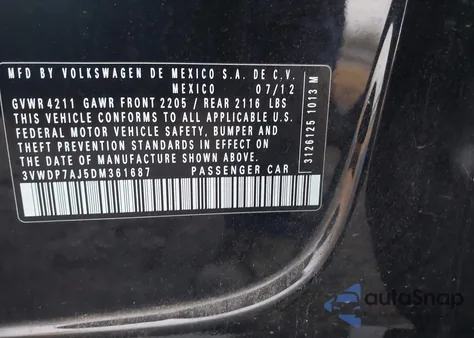 MFD BY VOLKSWAGEN DE MEXICO S.A. DE C.V.
MEXICO 07/12
GVWR 4211 GAWR FRONT 2205 / REAR 2116 LBS
THIS VEHICLE CONFORMS TO ALL APPLICABLE U.S.
FEDERAL MOTOR VEHICLE SAFETY, BUMPER AND
THEFT PREVENTION STANDARDS IN EFFECT ON THE
DATE OF MANUFACTURE SHOWN ABOVE.
3VWDP7AJ5DM361687 PASSENGER CAR
3126125 1013 M
autoSnap